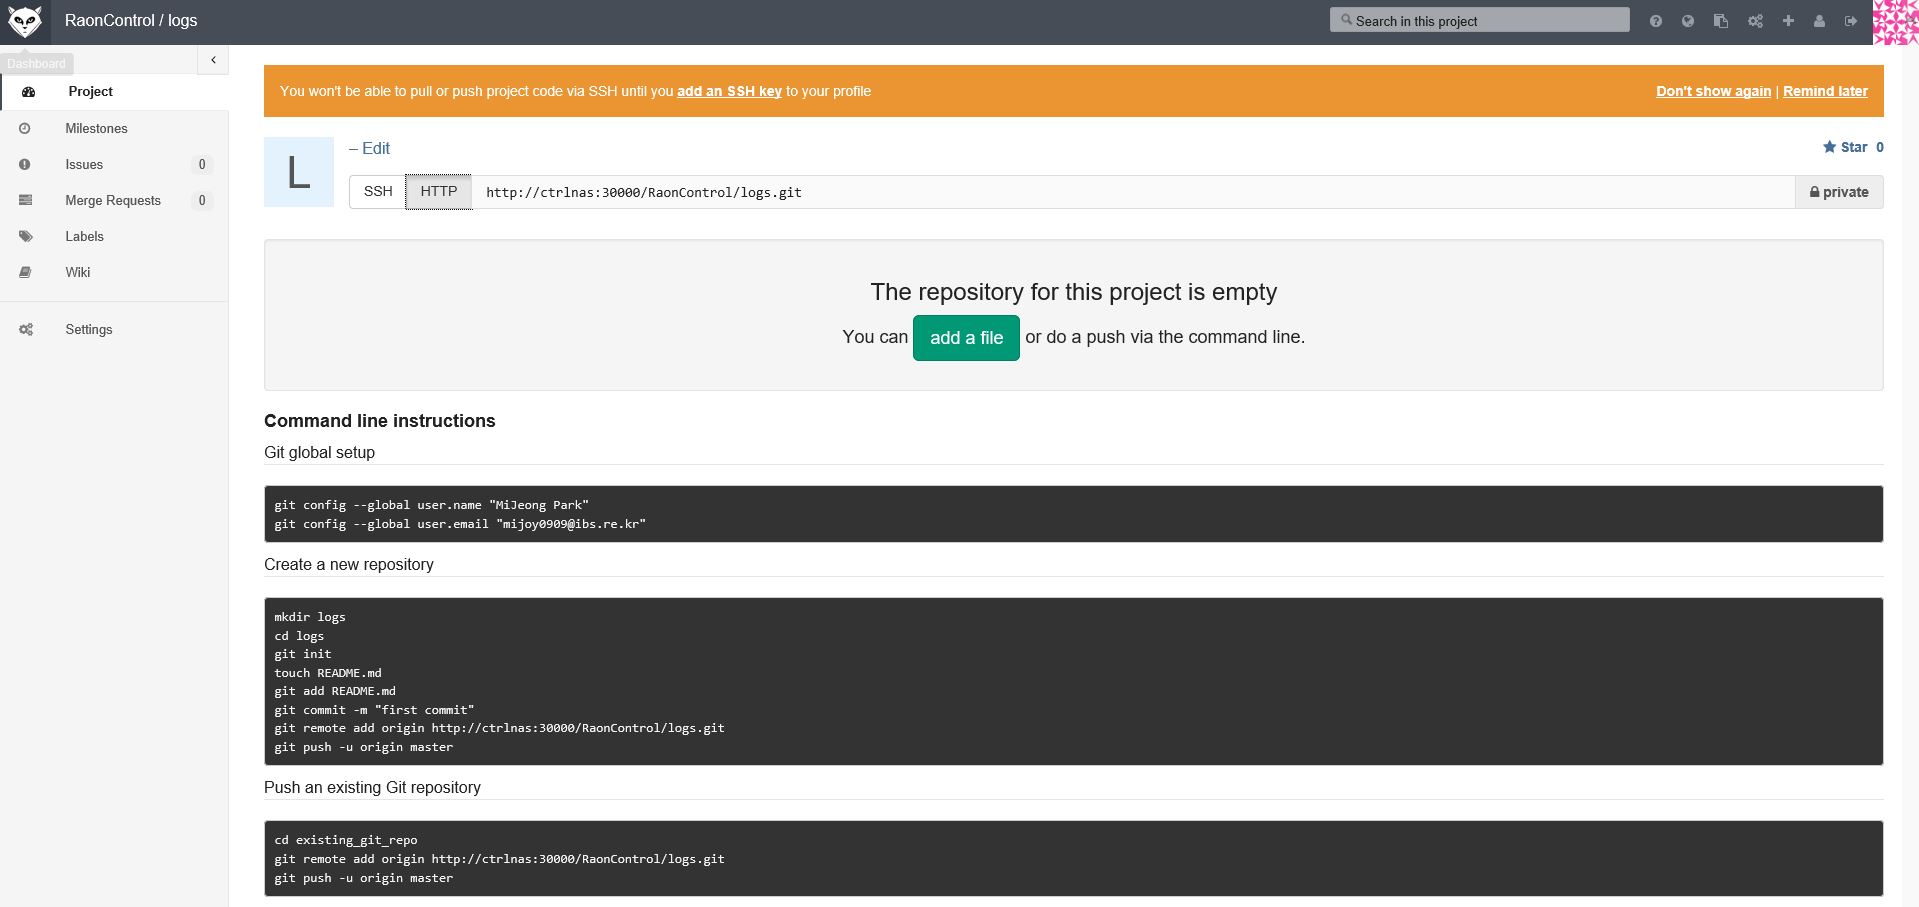 RaonControl / logs
Search in this project
Dashboard
Project
Milestones
Issues 0
Merge Requests 0
Labels
Wiki
Settings
You won't be able to pull or push project code via SSH until you add an SSH key to your profile
Don't show again | Remind later
L
– Edit
Star 0
SSH HTTP http://ctrlnas:30000/RaonControl/logs.git private
The repository for this project is empty
You can add a file or do a push via the command line.
Command line instructions
Git global setup
git config --global user.name "MiJeong Park"
git config --global user.email "mijoy0909@ibs.re.kr"
Create a new repository
mkdir logs
cd logs
git init
touch README.md
git add README.md
git commit -m "first commit"
git remote add origin http://ctrlnas:30000/RaonControl/logs.git
git push -u origin master
Push an existing Git repository
cd existing_git_repo
git remote add origin http://ctrlnas:30000/RaonControl/logs.git
git push -u origin master